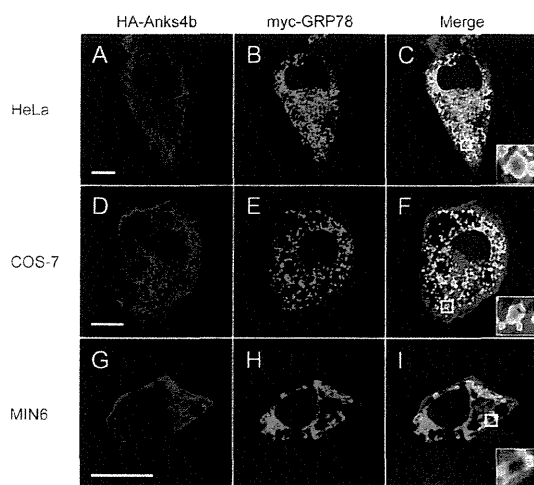 HA-Anks4b myc-GRP78 Merge
HeLa A B C
COS-7 D E F
MIN6 G H I